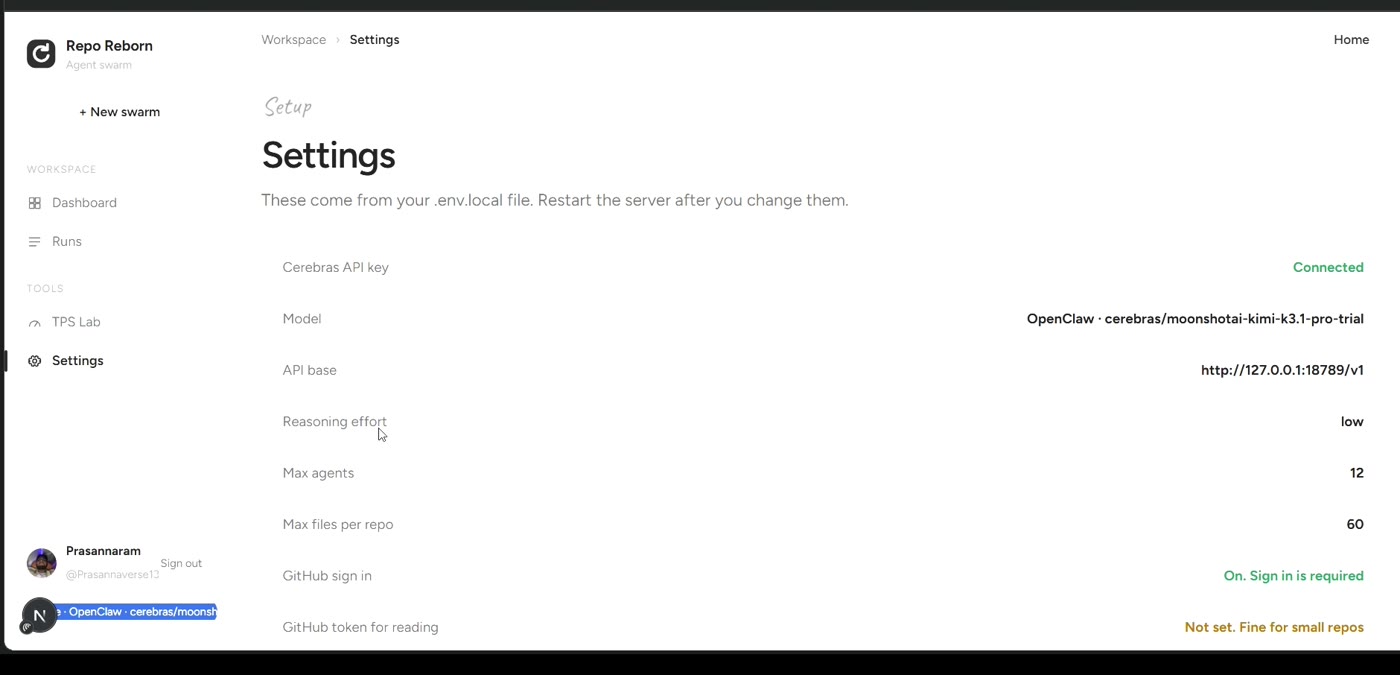 Repo Reborn
Agent swarm
+ New swarm
WORKSPACE
Dashboard
Runs
TOOLS
TPS Lab
Settings
Prasannaram
@Prasannaverse13
Sign out
N
e · OpenClaw · cerebras/moonsh
Workspace › Settings
Home
Setup
Settings
These come from your .env.local file. Restart the server after you change them.
Cerebras API key Connected
Model OpenClaw · cerebras/moonshotai-kimi-k3.1-pro-trial
API base http://127.0.0.1:18789/v1
Reasoning effort low
Max agents 12
Max files per repo 60
GitHub sign in On. Sign in is required
GitHub token for reading Not set. Fine for small repos